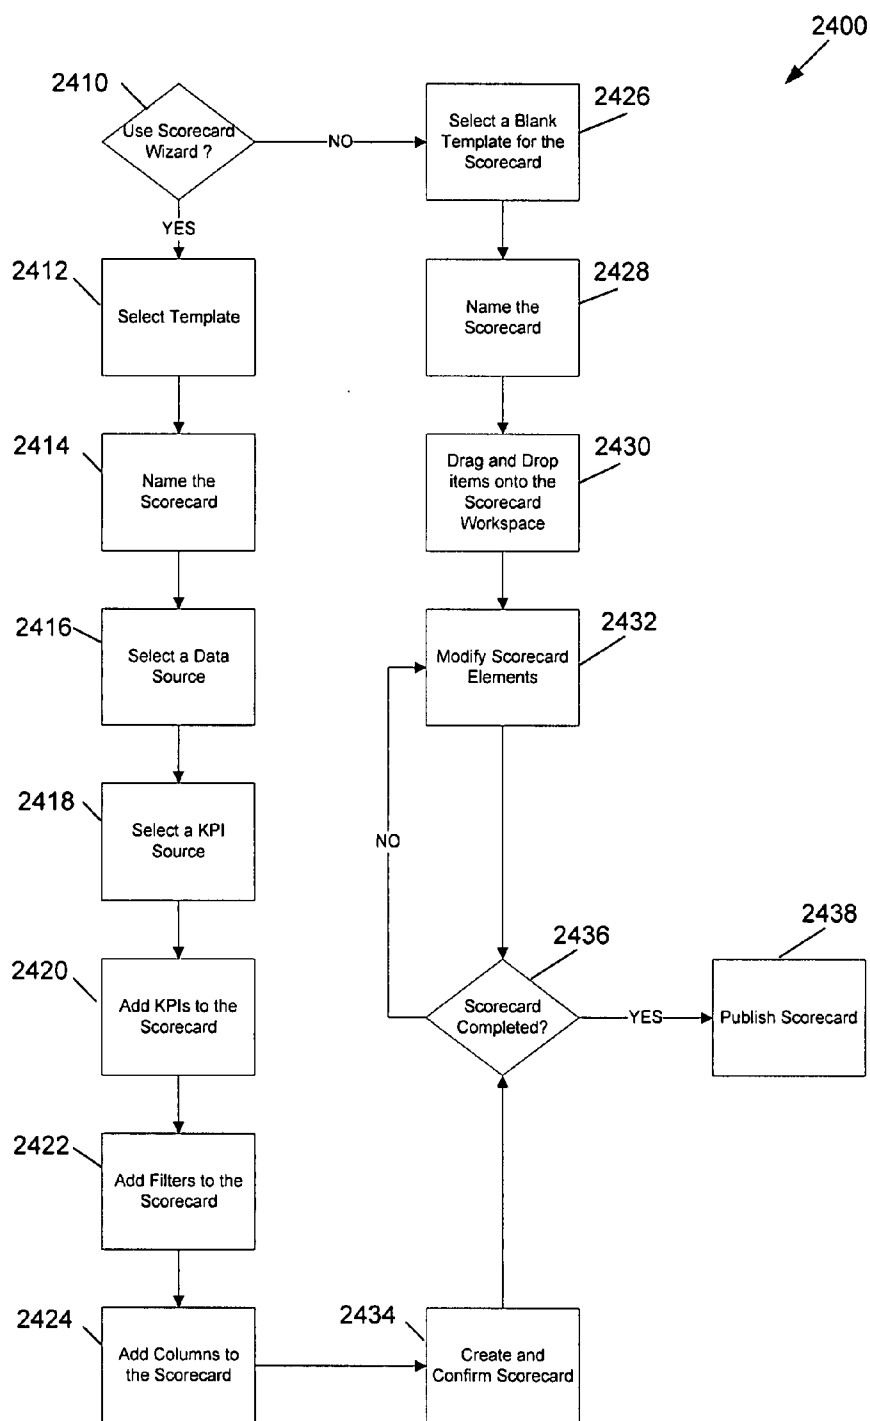 2400
2410
Use Scorecard
Wizard ?
NO
YES
2426
Select a Blank
Template for the
Scorecard
2412
Select Template
2428
Name the
Scorecard
2414
Name the
Scorecard
2430
Drag and Drop
items onto the
Scorecard
Workspace
2416
Select a Data
Source
2432
Modify Scorecard
Elements
2418
Select a KPI
Source
NO
2420
Add KPIs to the
Scorecard
2436
Scorecard
Completed?
YES
2438
Publish Scorecard
2422
Add Filters to the
Scorecard
2424
Add Columns to
the Scorecard
2434
Create and
Confirm Scorecard